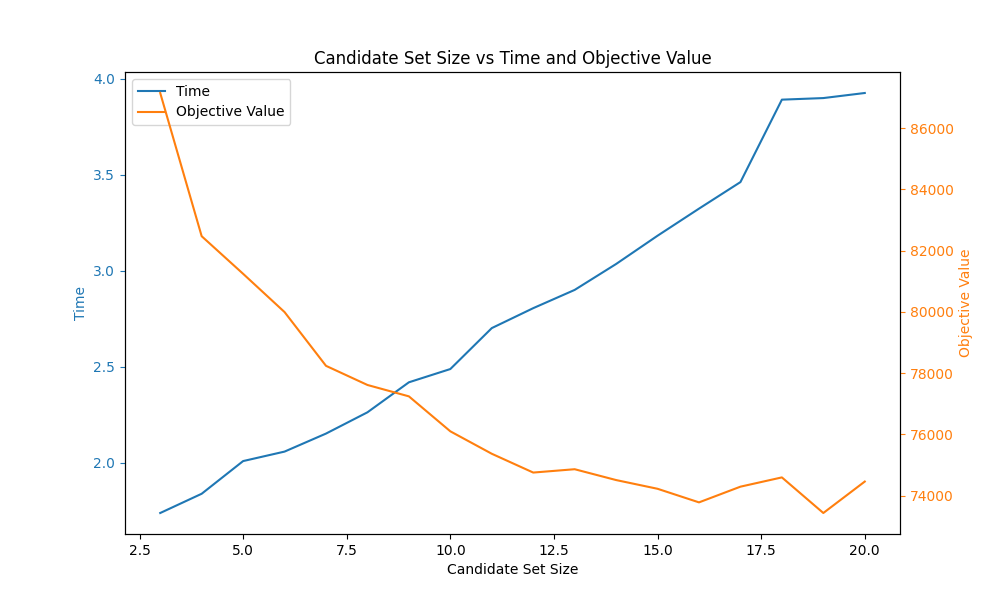 Candidate Set Size vs Time and Objective Value
Time
Objective Value
4.0
3.5
3.0
2.5
2.0
Time
86000
84000
82000
80000
78000
76000
74000
Objective Value
2.5 5.0 7.5 10.0 12.5 15.0 17.5 20.0
Candidate Set Size